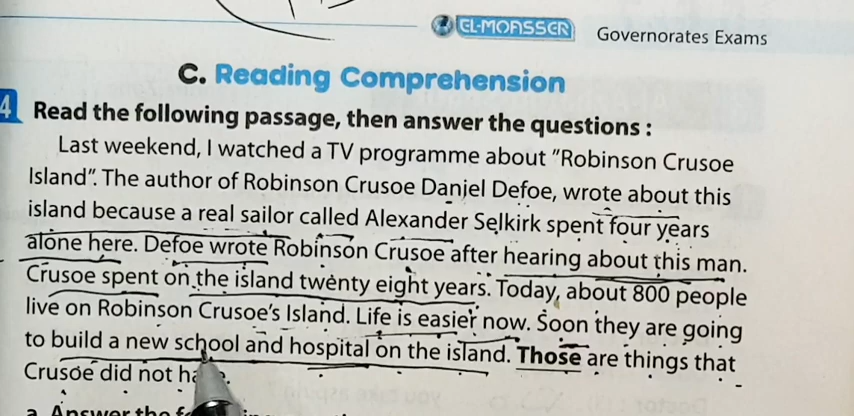 EL-MOASSER
Governorates Exams
C. Reading Comprehension
4 Read the following passage, then answer the questions :
Last weekend, I watched a TV programme about "Robinson Crusoe
Island". The author of Robinson Crusoe Daniel Defoe, wrote about this
island because a real sailor called Alexander Selkirk spent four years
alone here. Defoe wrote Robinson Crusoe after hearing about this man.
Crusoe spent on the island twenty eight years. Today, about 800 people
live on Robinson Crusoe's Island. Life is easier now. Soon they are going
to build a new school and hospital on the island. Those are things that
Crusoe did not
a. Answer the